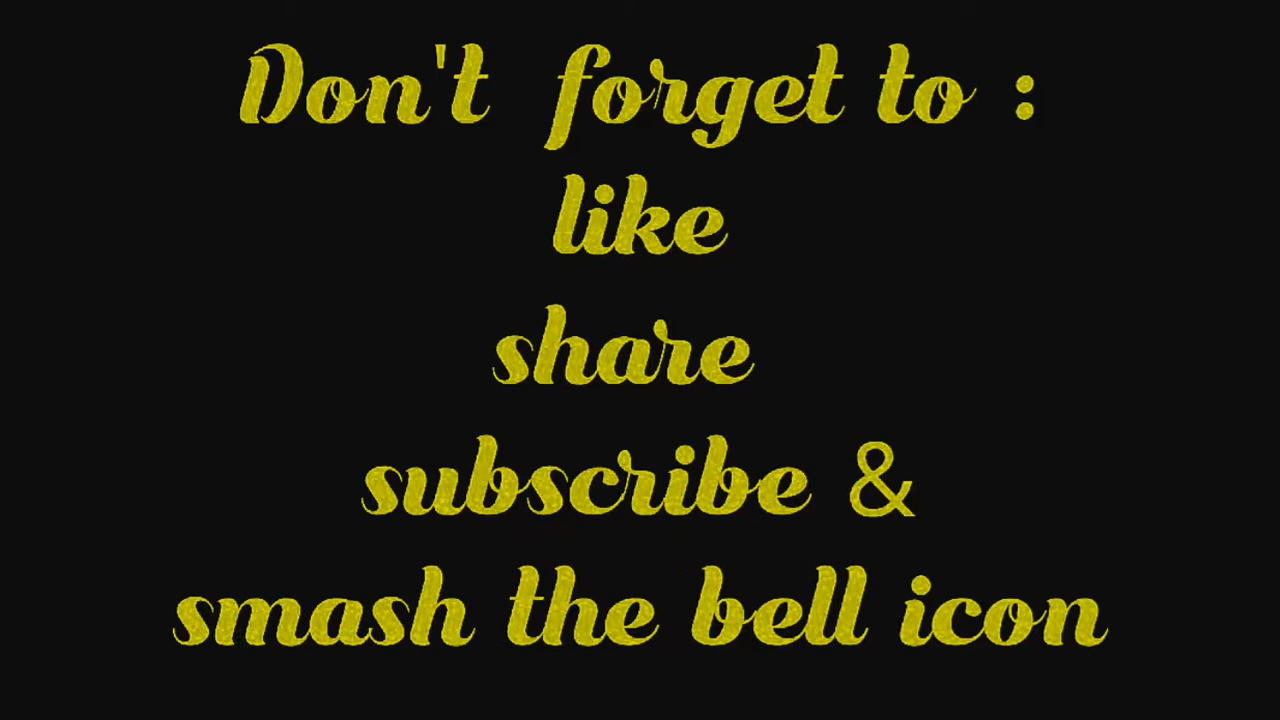 Don't forget to :
like
share
subscribe &
smash the bell icon